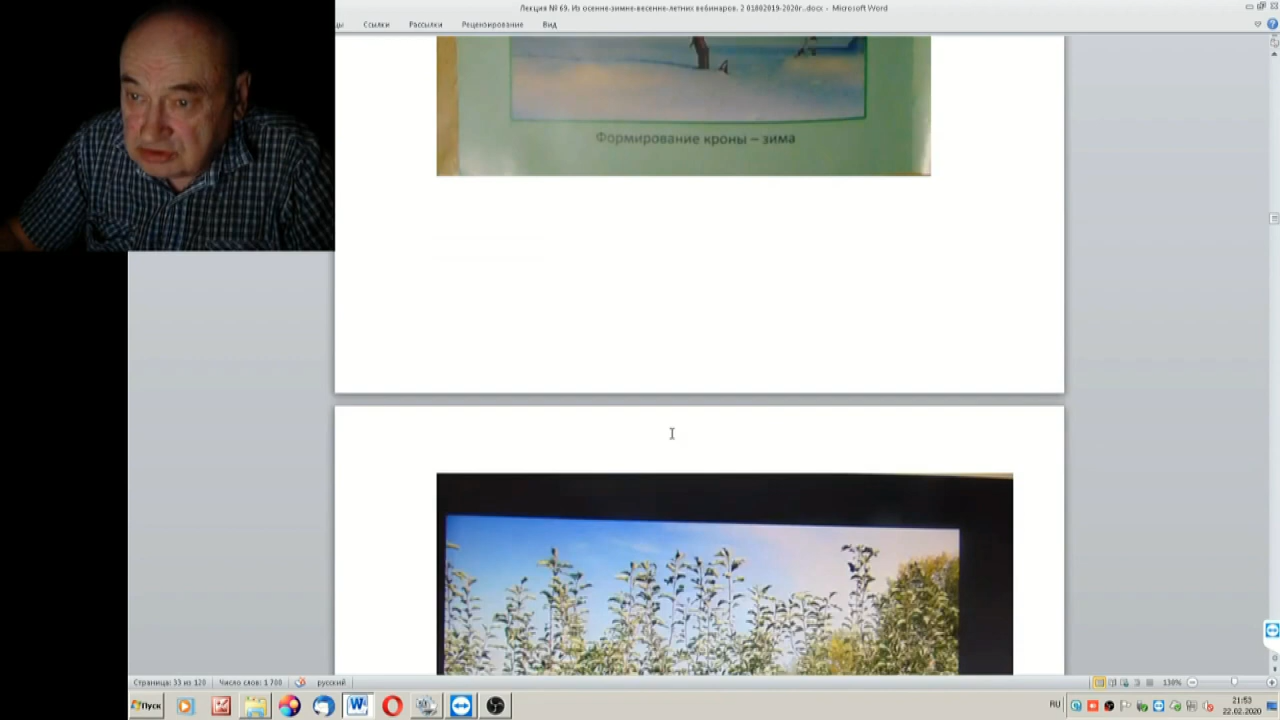 Лекция № 69. Из осенне-зимне-весенне-летних вебинаров. 2 01802019-2020г..docx - Microsoft Word
Ссылки Рассылки Рецензирование Вид
Формирование кроны – зима
Страница: 33 из 120 Число слов: 1 700 русский 138%
Пуск RU 21:53
22.02.2020